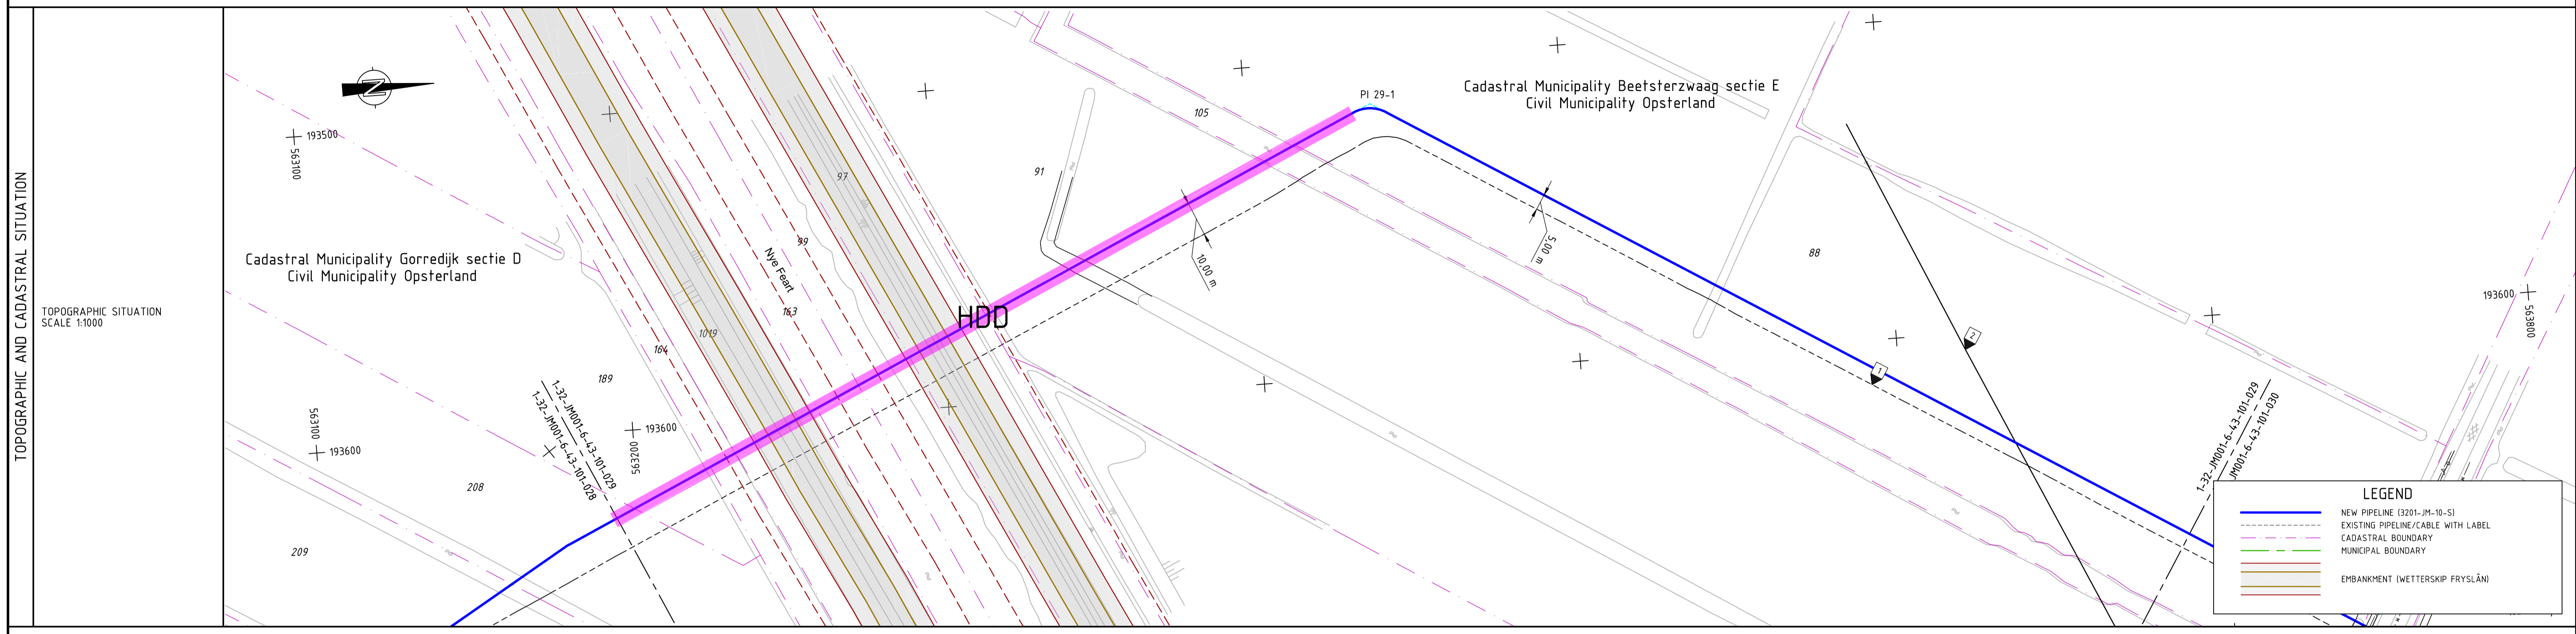 TOPOGRAPHIC AND CADASTRAL SITUATION
TOPOGRAPHIC SITUATION
SCALE 1:1000
N
193500
563100
Cadastral Municipality Gorredijk sectie D
Civil Municipality Opsterland
563100
193600
209
208
189
164
1019
163
99
97
Nye Feart
1-32-JM001-6-43-101-029
1-32-JM001-6-43-101-028
193600
563200
HDD
91
105
10,00 m
PI 29-1
Cadastral Municipality Beetsterzwaag sectie E
Civil Municipality Opsterland
5,00 m
88
1
2
193600
563800
1-32-JM001-6-43-101-029
JM001-6-43-101-030
LEGEND
NEW PIPELINE (3201-JM-10-S)
EXISTING PIPELINE/CABLE WITH LABEL
CADASTRAL BOUNDARY
MUNICIPAL BOUNDARY
EMBANKMENT (WETTERSKIP FRYSLÂN)